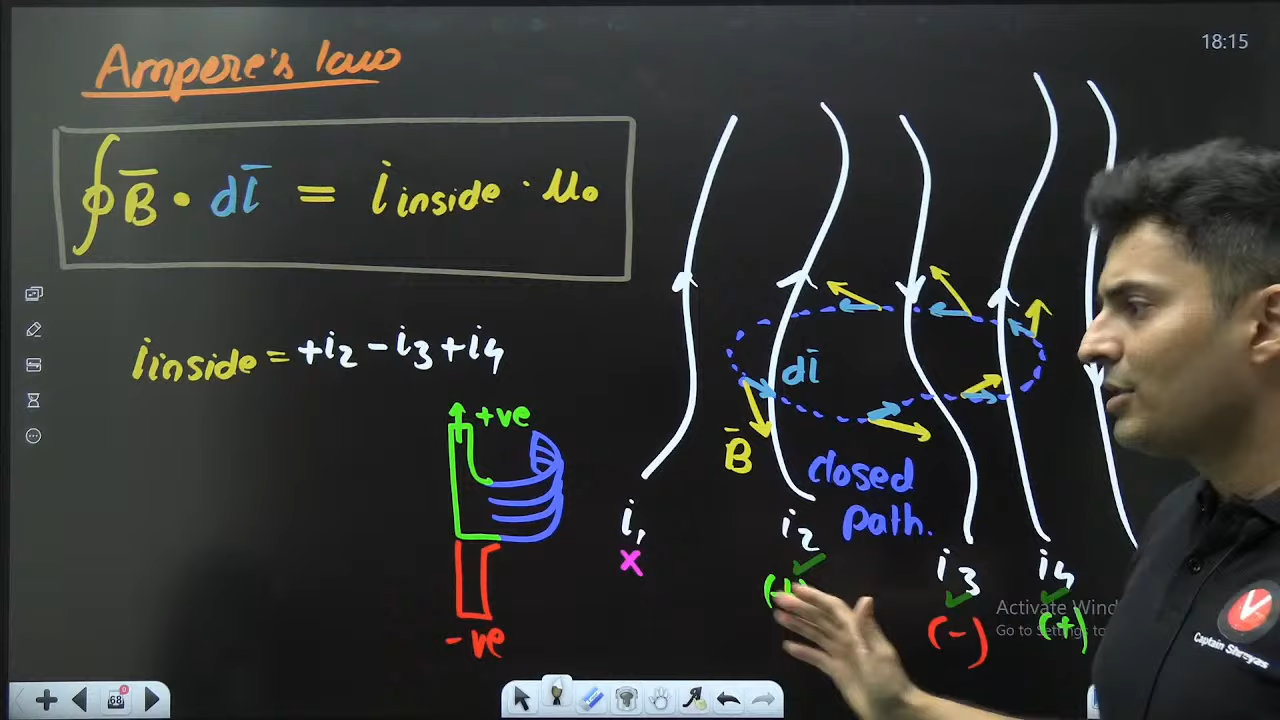 18:15
Ampere's law
∮ B̅ • dl̅ = i inside · μ₀
i inside = +i₂ − i₃ + i₄
+ve
-ve
dl̅
B̅
closed
path.
i₁
x
i₂
(+)
i₃
(-)
i₄
(+)
Activate Wind
Go to Settings to
68
V
Captain Shreyas